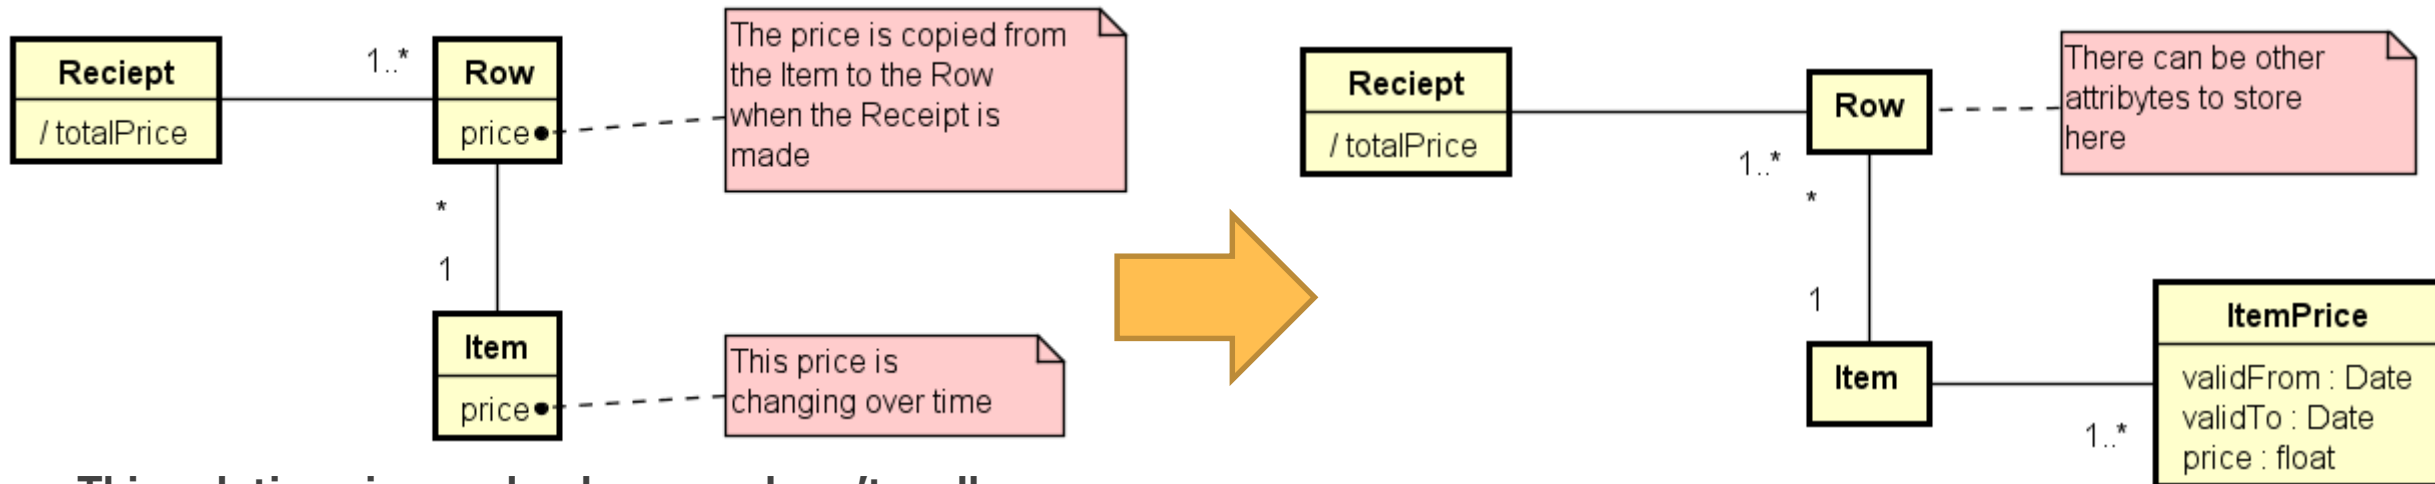 Reciept
/ totalPrice
1..*
Row
price
The price is copied from
the Item to the Row
when the Receipt is
made
*
1
Item
price
This price is
changing over time
Reciept
/ totalPrice
1..*
Row
There can be other
attribytes to store
here
*
1
Item
1..*
ItemPrice
validFrom : Date
validTo : Date
price : float